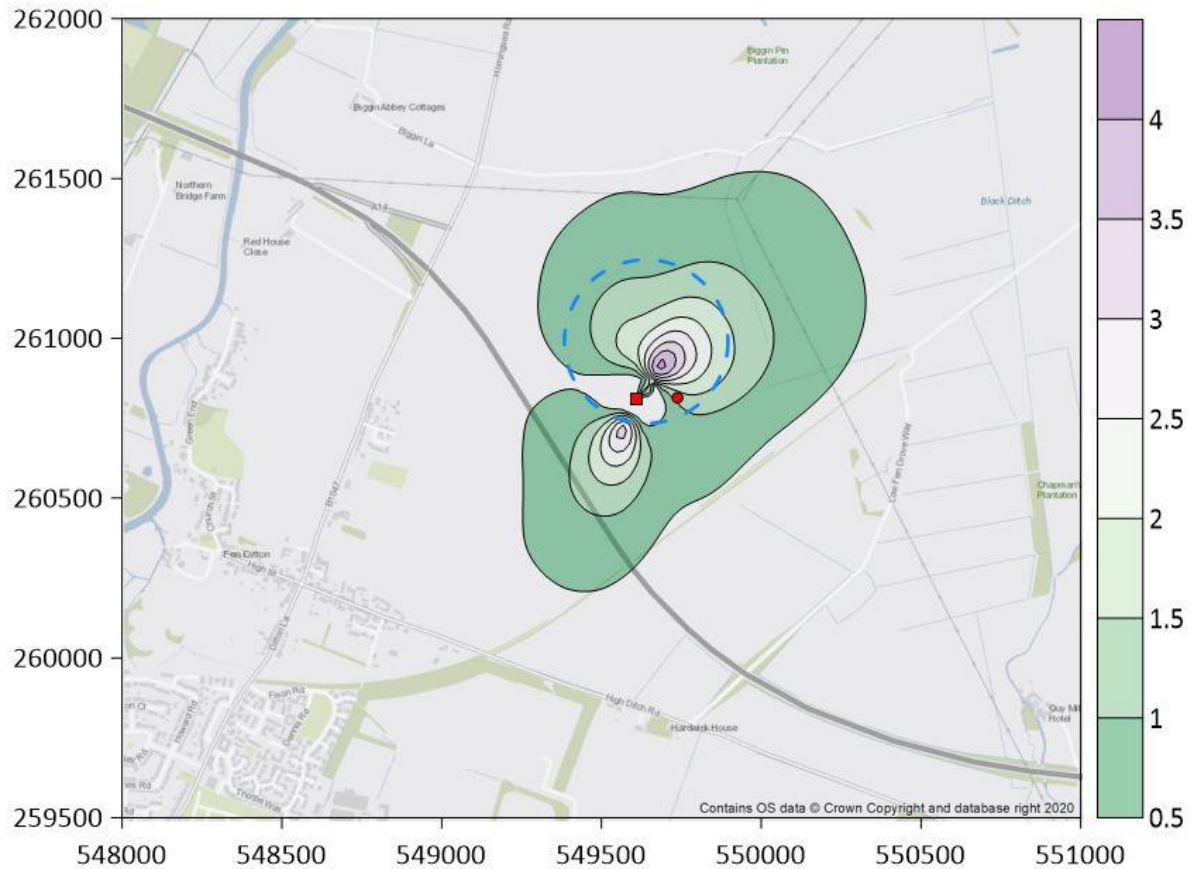 262000
261500
261000
260500
260000
259500
548000 548500 549000 549500 550000 550500 551000
4
3.5
3
2.5
2
1.5
1
0.5
Horningsea Rd
Biggin Pin
Plantation
Biggin Abbey Cottages
Biggin La
Northern
Bridge Farm
A14
Black Ditch
Red House
Close
Green End
Church St
B1047
Low Fen Drove Way
Chapman's
Plantation
Fen Ditton
High St
Ditton La
Fison Rd
Howard Rd
Dennis Rd
Thorpe Way
High Ditch Rd
Hardwick House
Quy Mill
Hotel
Contains OS data © Crown Copyright and database right 2020